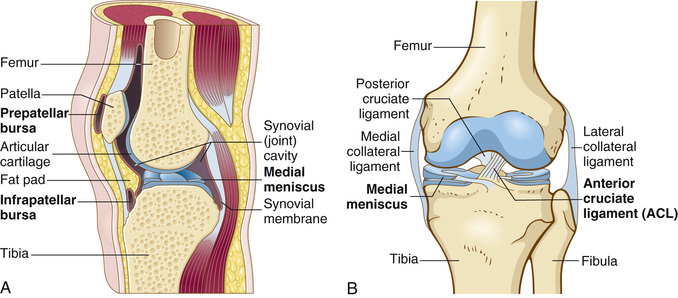 Femur
Patella
Prepatellar
bursa
Articular
cartilage
Fat pad
Infrapatellar
bursa
Tibia
Synovial
(joint)
cavity
Medial
meniscus
Synovial
membrane
A
Femur
Posterior
cruciate
ligament
Medial
collateral
ligament
Medial
meniscus
Tibia
Lateral
collateral
ligament
Anterior
cruciate
ligament (ACL)
Fibula
B